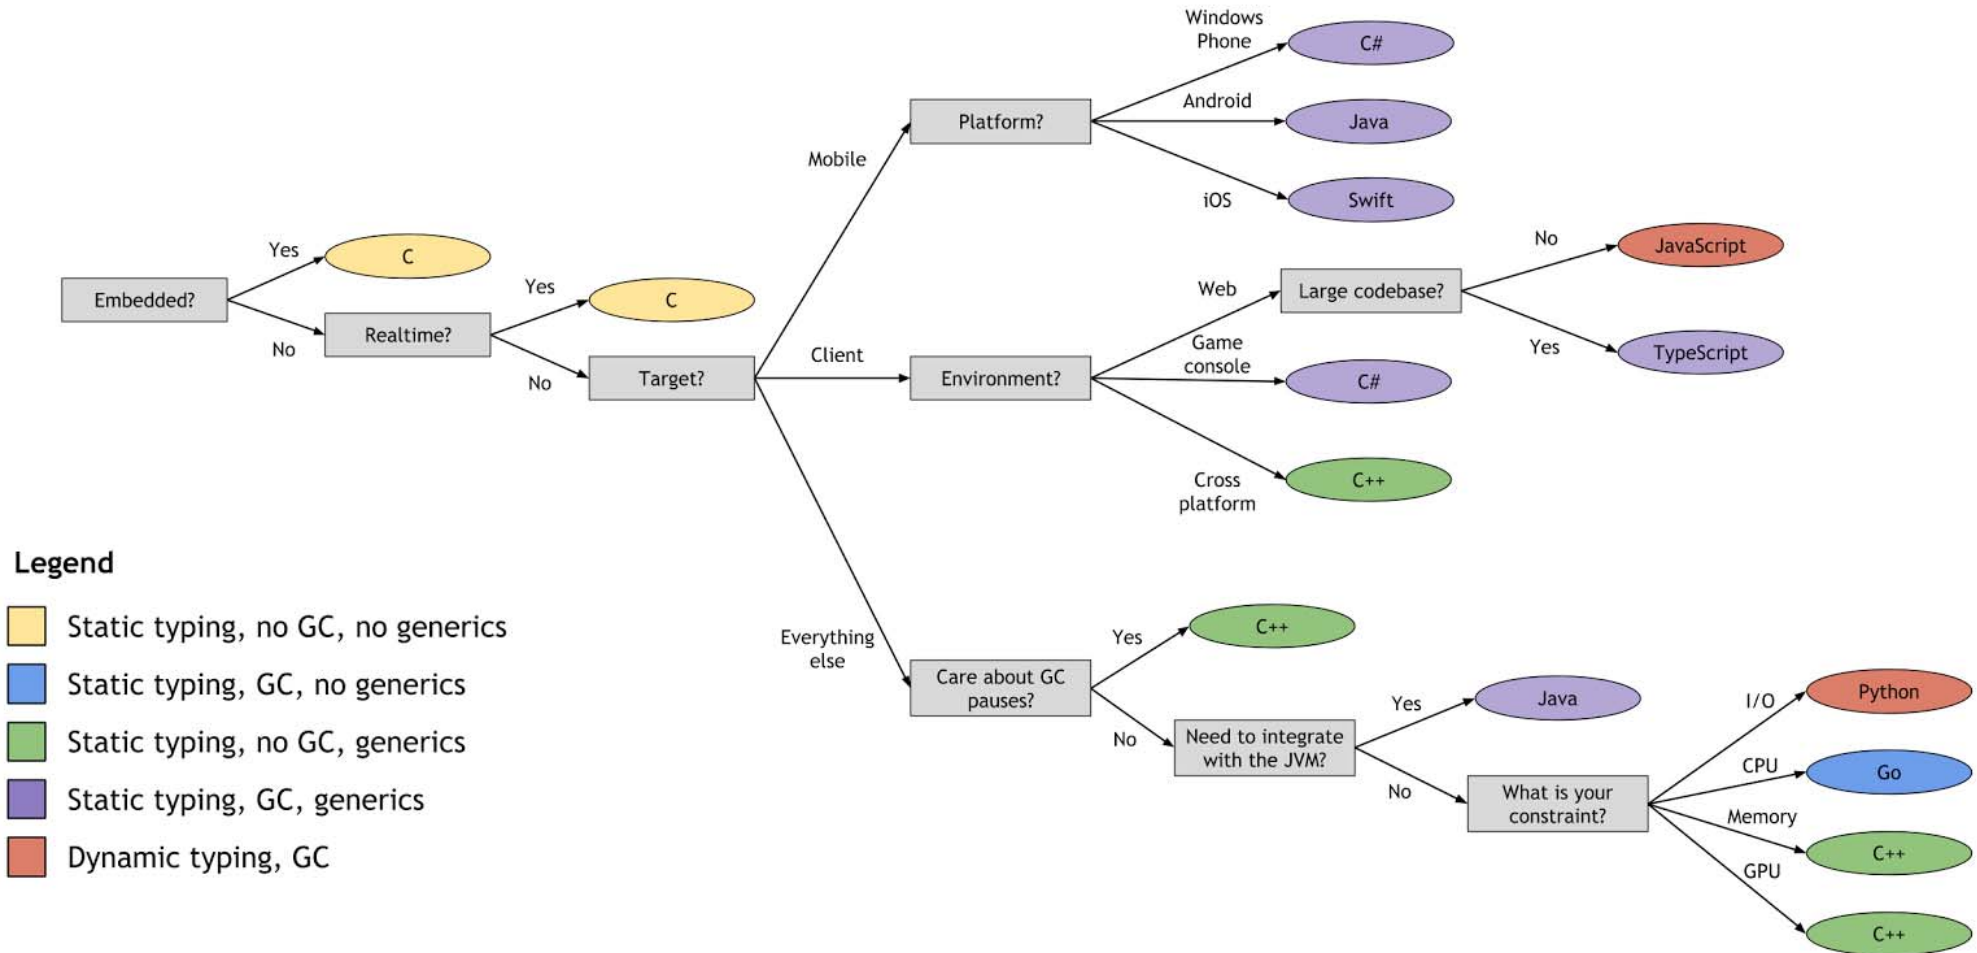 Windows
Phone
C#
Android
Java
Platform?
Mobile
iOS
Swift
Yes
C
Embedded?
No
Realtime?
Yes
C
No
Target?
Client
Environment?
Web
Large codebase?
No
JavaScript
Yes
TypeScript
Game
console
C#
Cross
platform
C++
Everything
else
Care about GC
pauses?
Yes
C++
No
Need to integrate
with the JVM?
Yes
Java
No
What is your
constraint?
I/O
Python
CPU
Go
Memory
C++
GPU
C++
Legend
Static typing, no GC, no generics
Static typing, GC, no generics
Static typing, no GC, generics
Static typing, GC, generics
Dynamic typing, GC